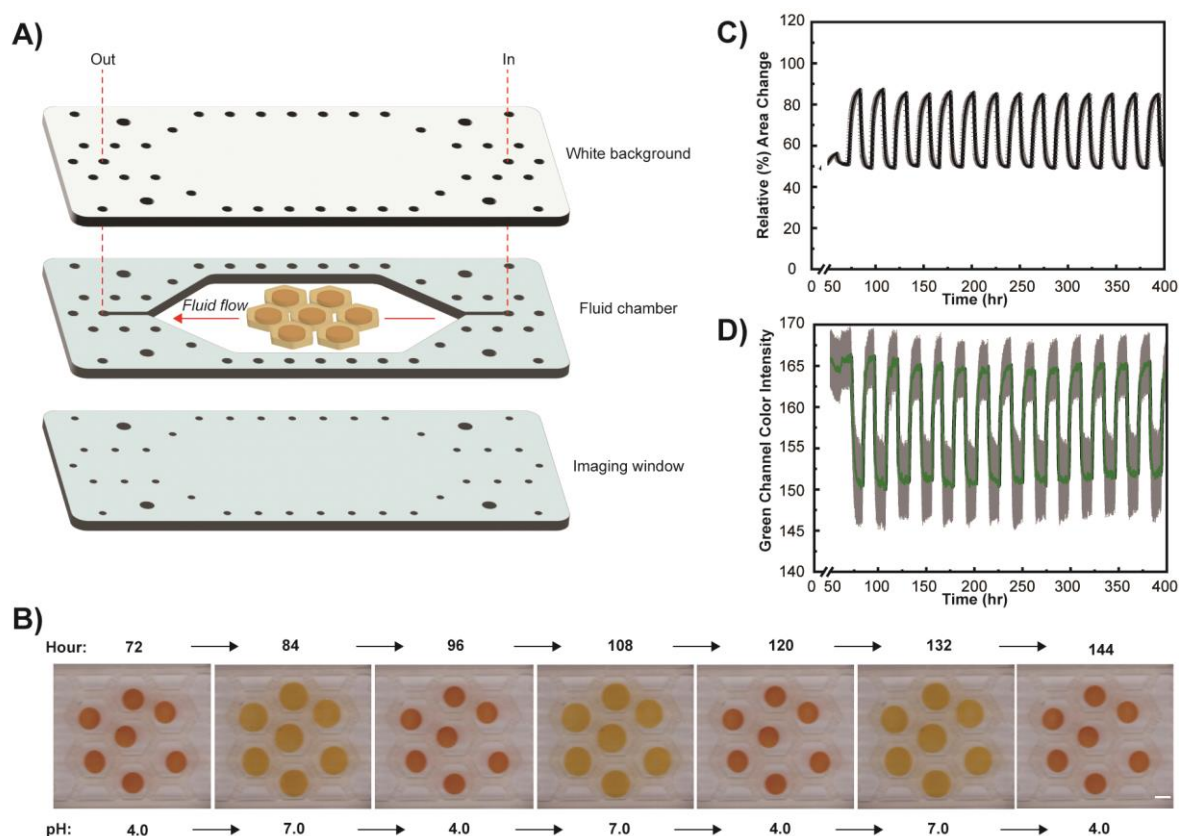 A)
Out
In
White background
Fluid flow
Fluid chamber
Imaging window
C)
Relative (%) Area Change
120
100
80
60
40
20
0
0 50 100 150 200 250 300 350 400
Time (hr)
D)
Green Channel Color Intensity
170
165
160
155
150
145
140
0 50 100 150 200 250 300 350 400
Time (hr)
B)
Hour: 72 84 96 108 120 132 144
pH: 4.0 7.0 4.0 7.0 4.0 7.0 4.0